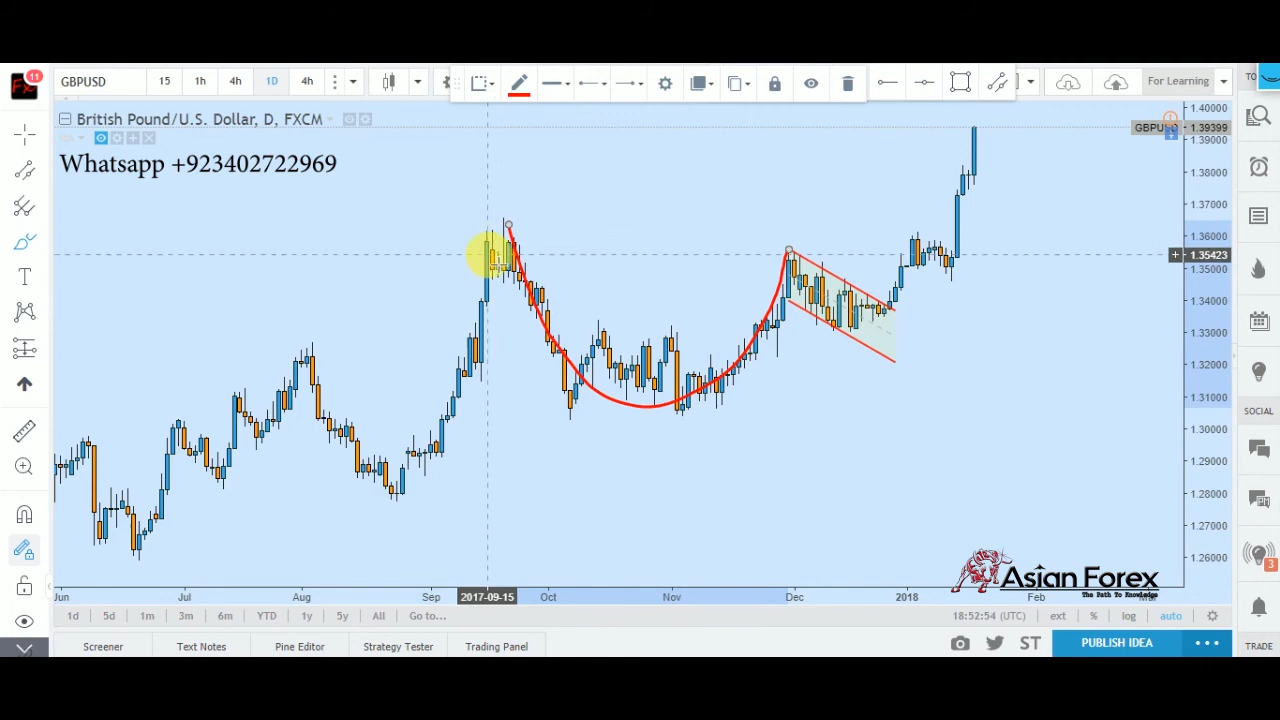 11
GBPUSD
15
1h
4h
1D
4h
For Learning
British Pound/U.S. Dollar, D, FXCM
Whatsapp +923402722969
1.40000
1.39399
1.39000
1.38000
1.37000
1.36000
1.35423
1.35000
1.34000
1.33000
1.32000
1.31000
1.30000
1.29000
1.28000
1.27000
1.26000
SOCIAL
3
Asian Forex
The Path To Knowledge
Jun
Jul
Aug
Sep
2017-09-15
Oct
Nov
Dec
2018
Feb
1d
5d
1m
3m
6m
YTD
1y
5y
All
Go to...
18:52:54 (UTC)
ext
%
log
auto
Screener
Text Notes
Pine Editor
Strategy Tester
Trading Panel
ST
PUBLISH IDEA
TRADE